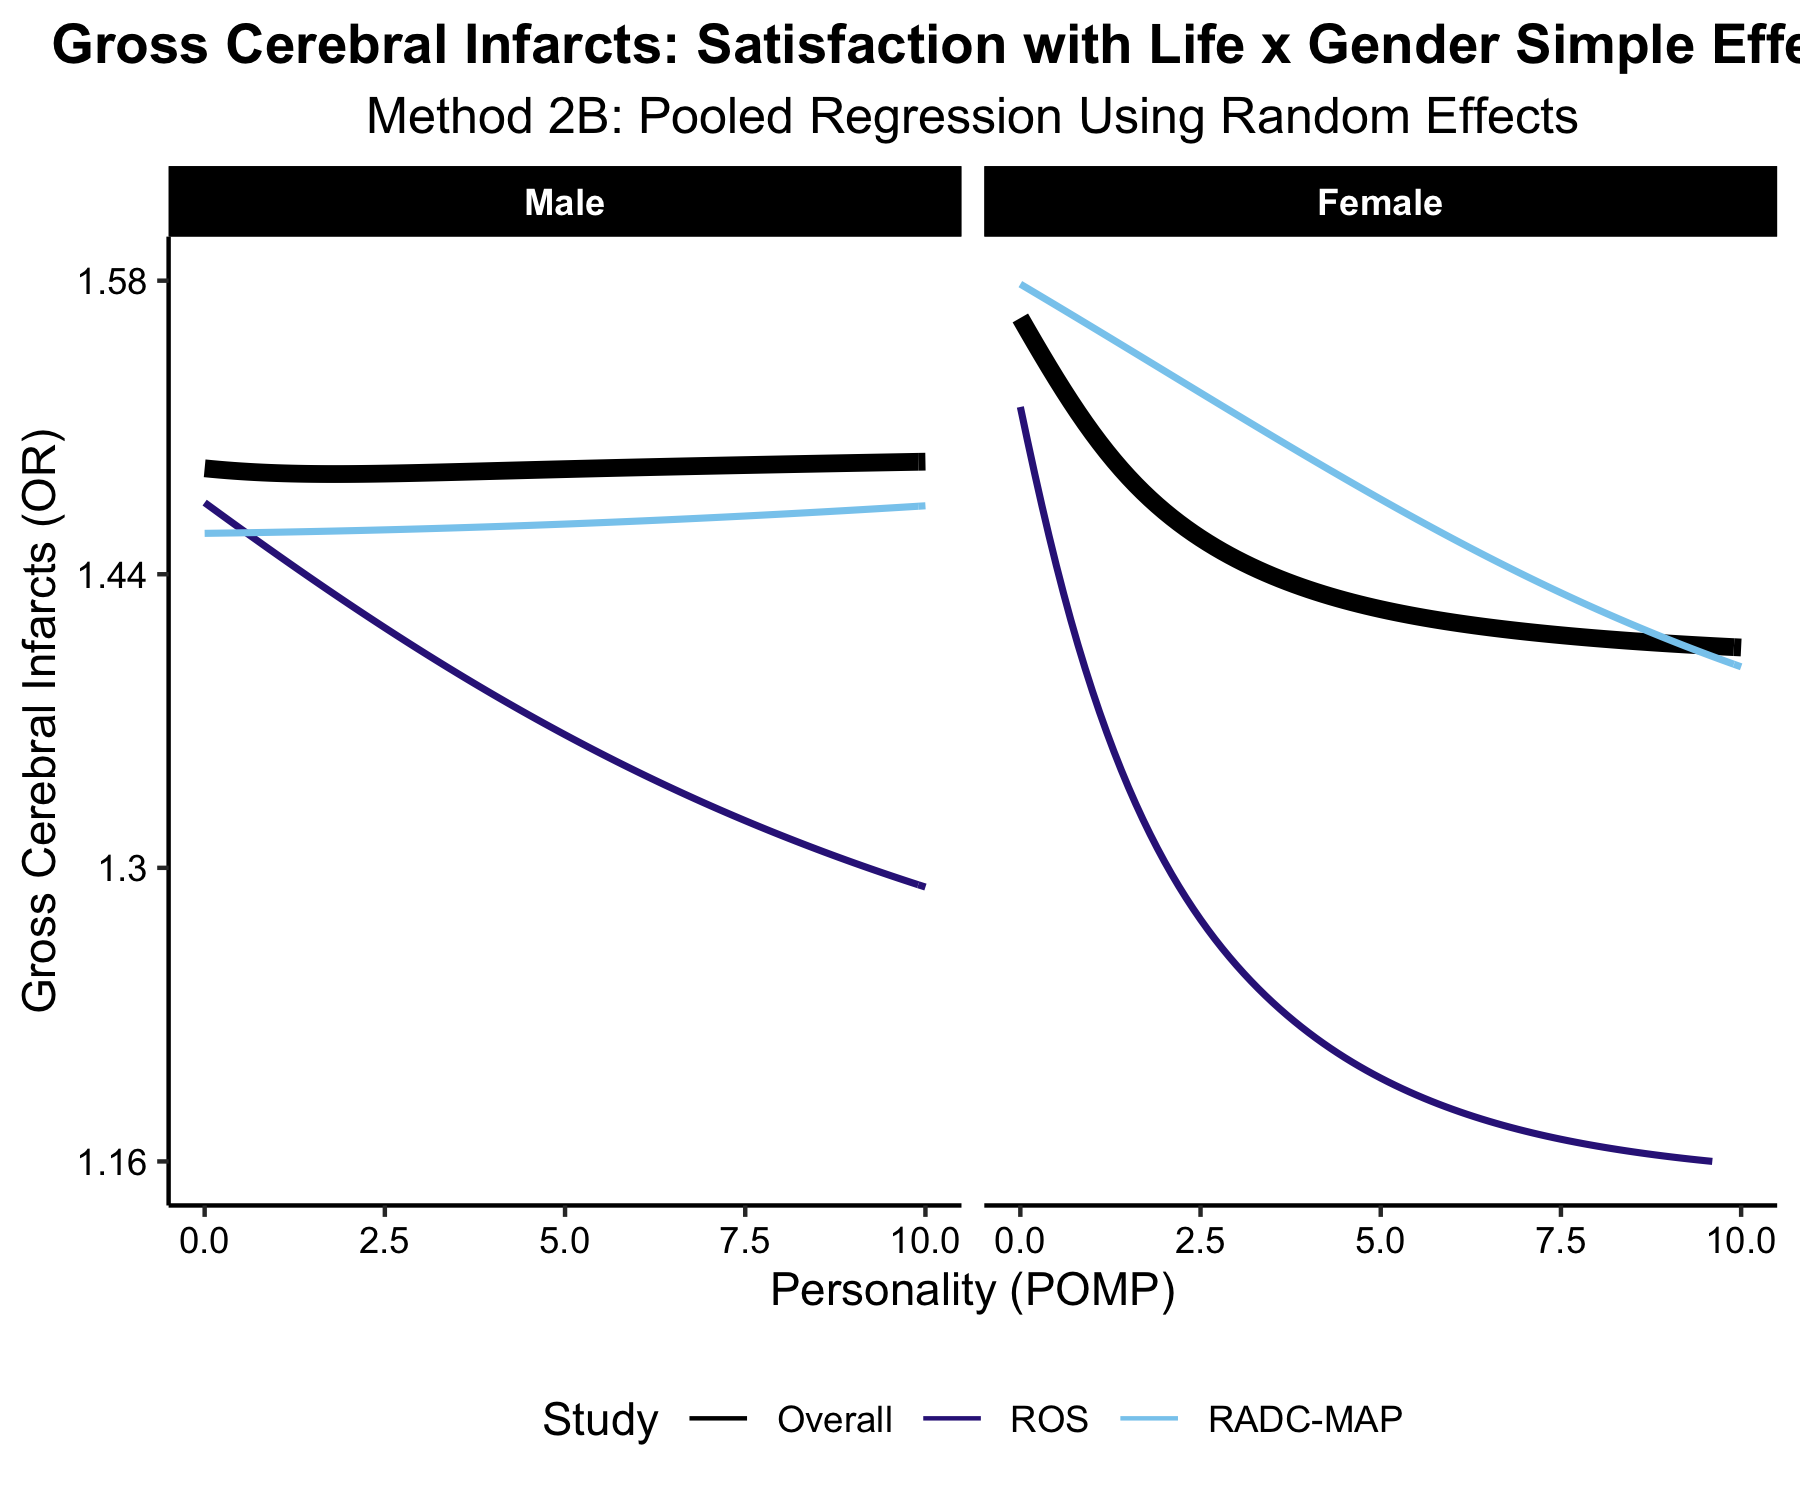 Gross Cerebral Infarcts: Satisfaction with Life x Gender Simple Effe
Method 2B: Pooled Regression Using Random Effects
Male
Female
Gross Cerebral Infarcts (OR)
1.58
1.44
1.3
1.16
0.0 2.5 5.0 7.5 10.0
0.0 2.5 5.0 7.5 10.0
Personality (POMP)
Study Overall ROS RADC-MAP